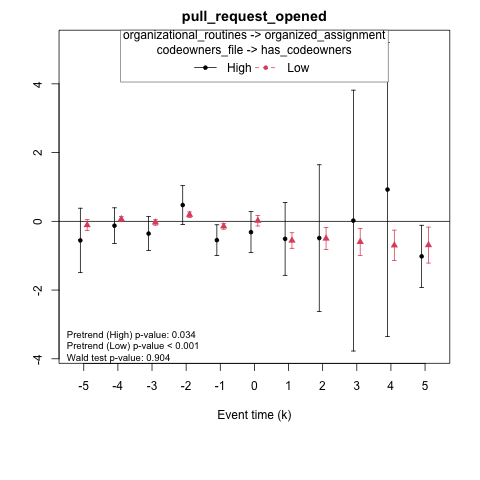 pull_request_opened
organizational_routines -> organized_assignment
codeowners_file -> has_codeowners
High Low
4
2
0
-2
-4
Pretrend (High) p-value: 0.034
Pretrend (Low) p-value < 0.001
Wald test p-value: 0.904
-5 -4 -3 -2 -1 0 1 2 3 4 5
Event time (k)